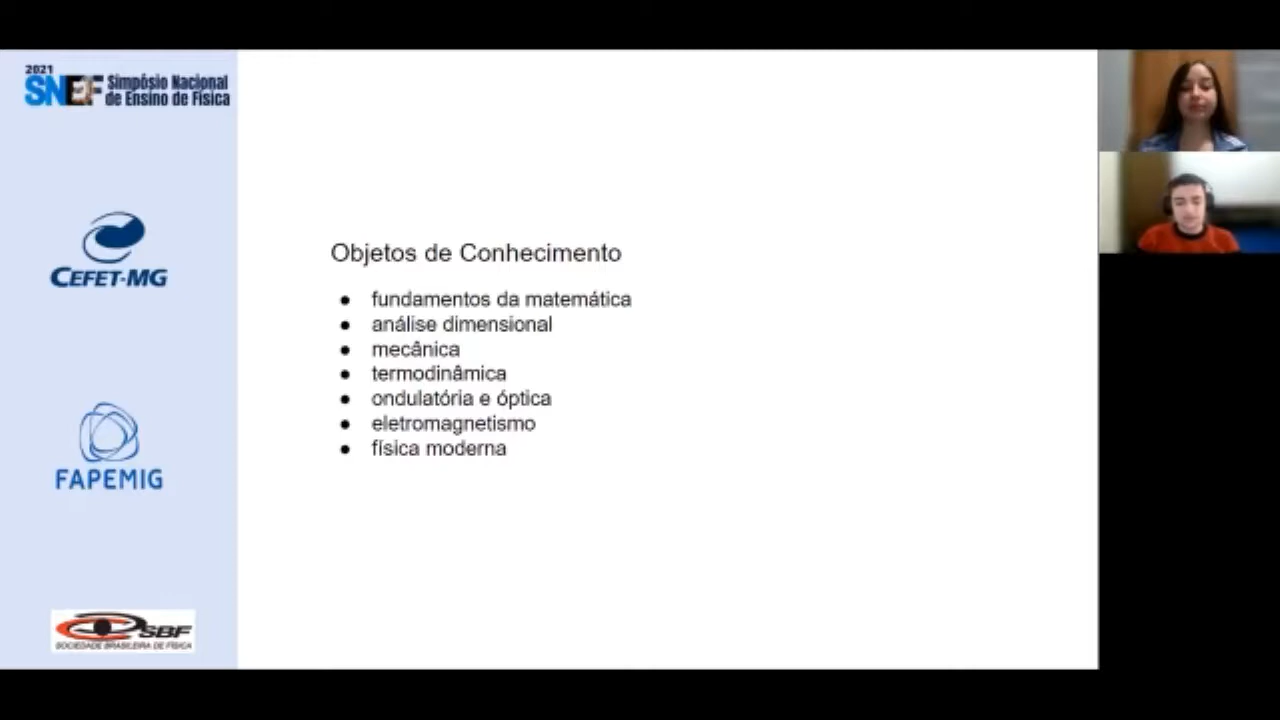 2021
SNEF Simpósio Nacional
de Ensino de Física
CEFET-MG
FAPEMIG
SBF
SOCIEDADE BRASILEIRA DE FÍSICA
Objetos de Conhecimento
● fundamentos da matemática
● análise dimensional
● mecânica
● termodinâmica
● ondulatória e óptica
● eletromagnetismo
● física moderna